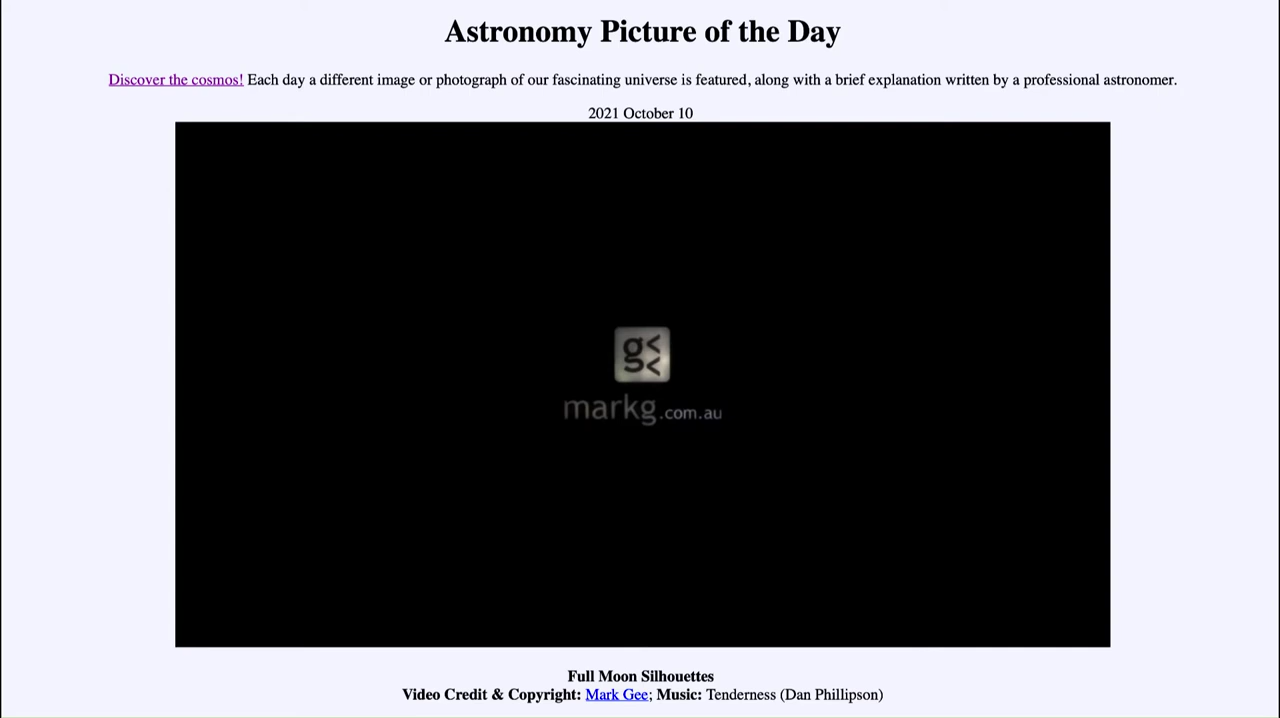 Astronomy Picture of the Day
Discover the cosmos! Each day a different image or photograph of our fascinating universe is featured, along with a brief explanation written by a professional astronomer.
2021 October 10
g<<
markg.com.au
Full Moon Silhouettes
Video Credit & Copyright: Mark Gee; Music: Tenderness (Dan Phillipson)